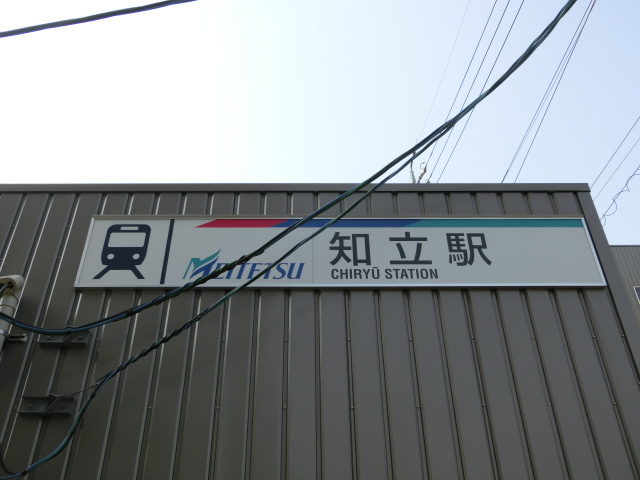 MEITETSU
知立駅
CHIRYŪ STATION